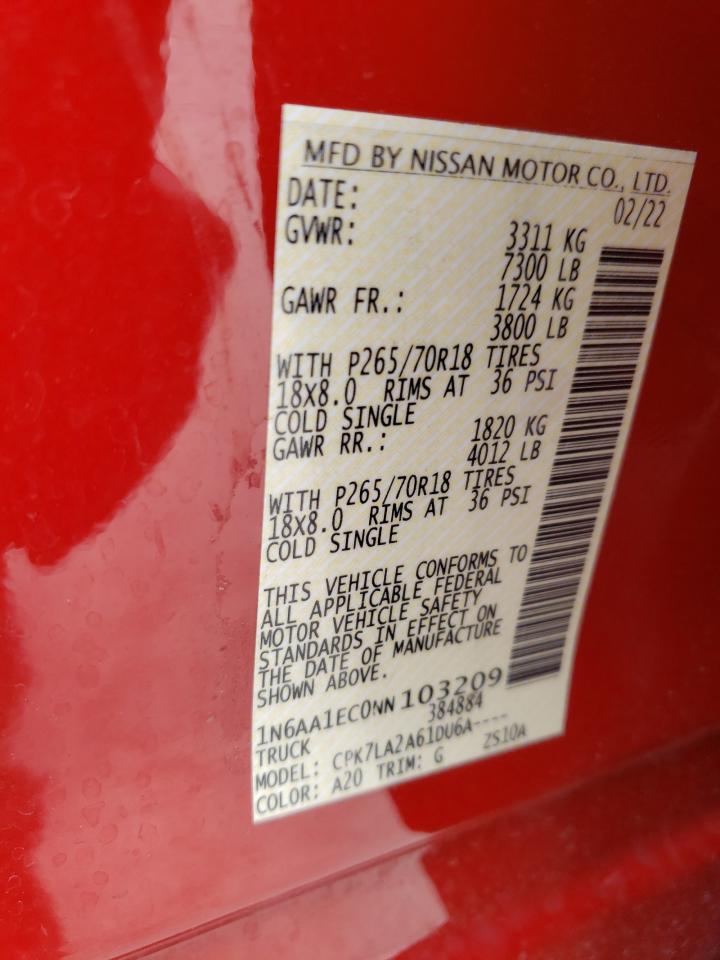 MFD BY NISSAN MOTOR CO., LTD.
DATE: 02/22
GVWR: 3311 KG
7300 LB
GAWR FR.: 1724 KG
3800 LB
WITH P265/70R18 TIRES
18X8.0 RIMS AT 36 PSI
COLD SINGLE
GAWR RR.: 1820 KG
4012 LB
WITH P265/70R18 TIRES
18X8.0 RIMS AT 36 PSI
COLD SINGLE
THIS VEHICLE CONFORMS TO
ALL APPLICABLE FEDERAL
MOTOR VEHICLE SAFETY
STANDARDS IN EFFECT ON
THE DATE OF MANUFACTURE
SHOWN ABOVE.
1N6AA1EC0NN103209
TRUCK 384884
MODEL: CPK7LA2A61DU6A----
COLOR: A20 TRIM: G ZS10A